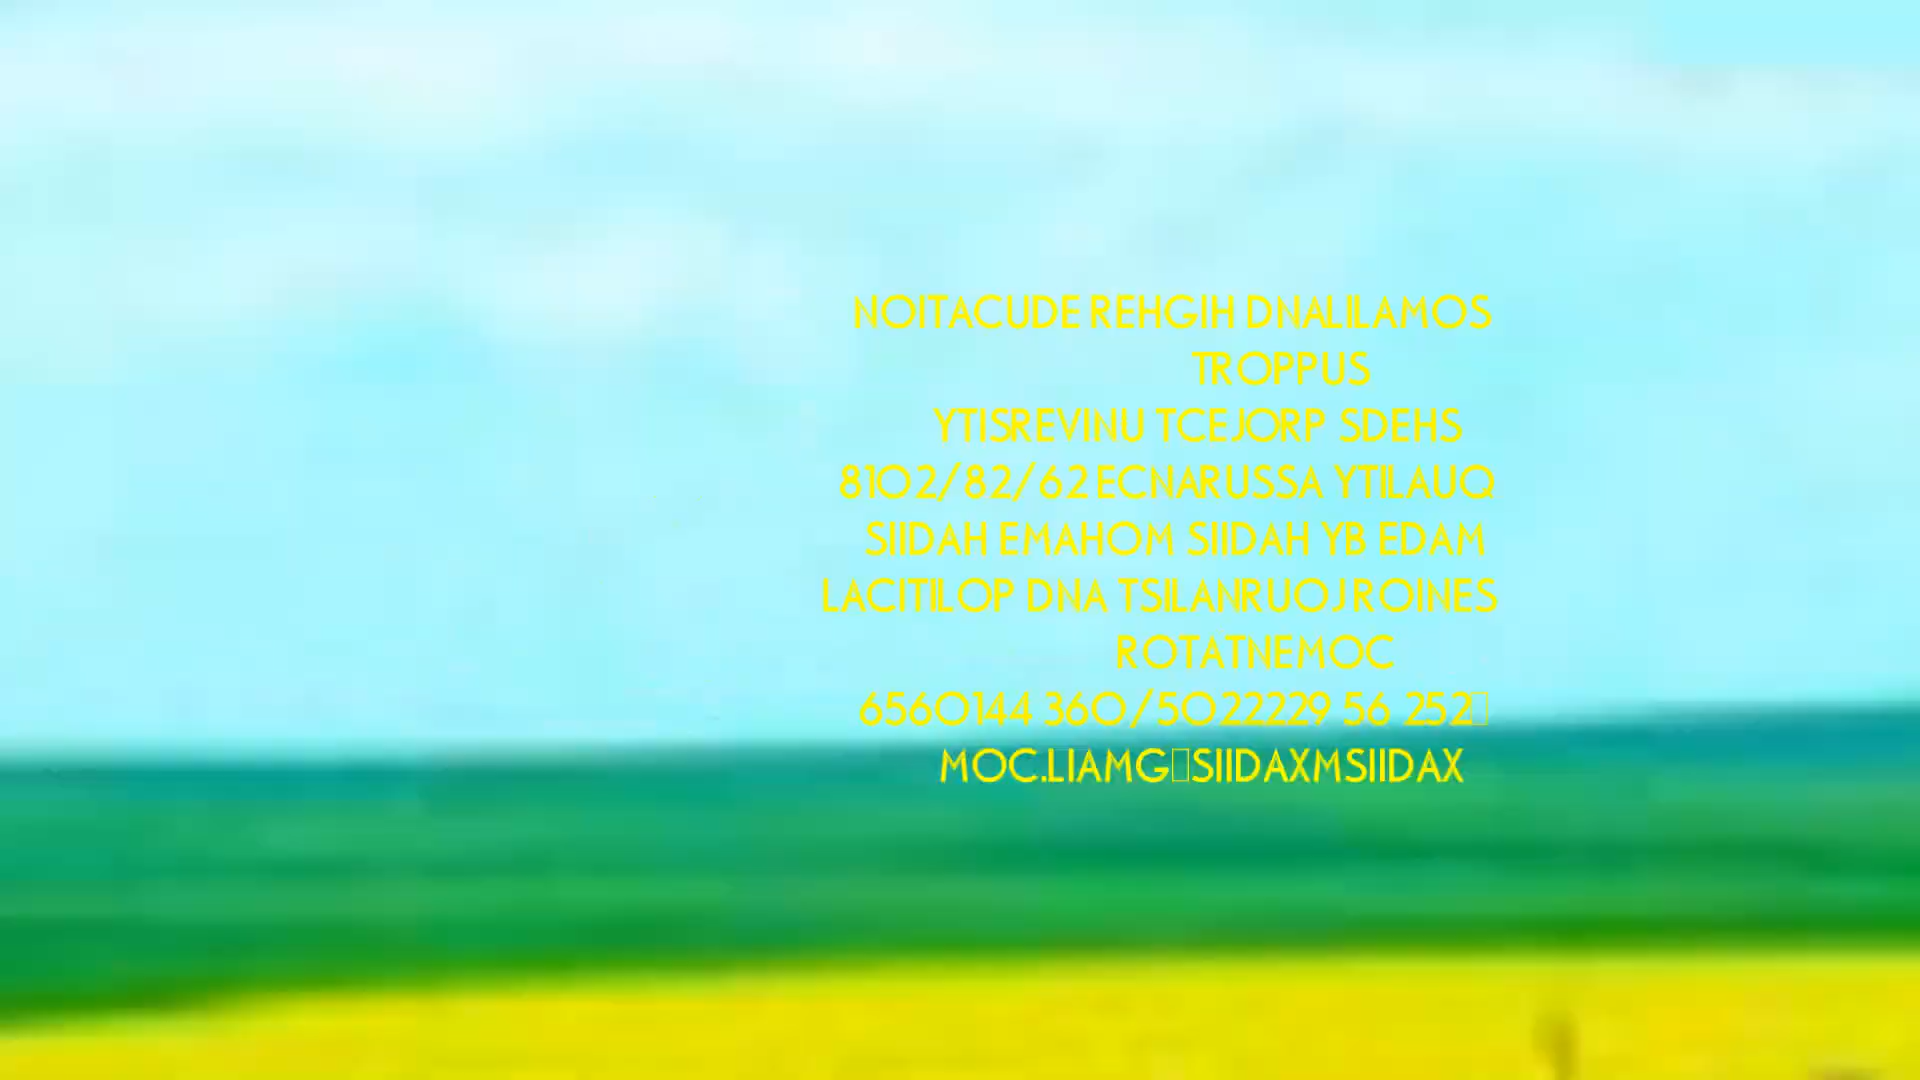 NOITACUDE REHGIH DNALILAMOS
TROPPUS
YTISREVINU TCEJORP SDEHS
8102/82/62 ECNARUSSA YTILAUQ
SIIDAH EMAHOM SIIDAH YB EDAM
LACITILOP DNA TSILANRUOJ ROINES
ROTATNEMOC
6560144 360/5022229 56 252□
MOC.LIAMG□SIIDAXMSIIDAX